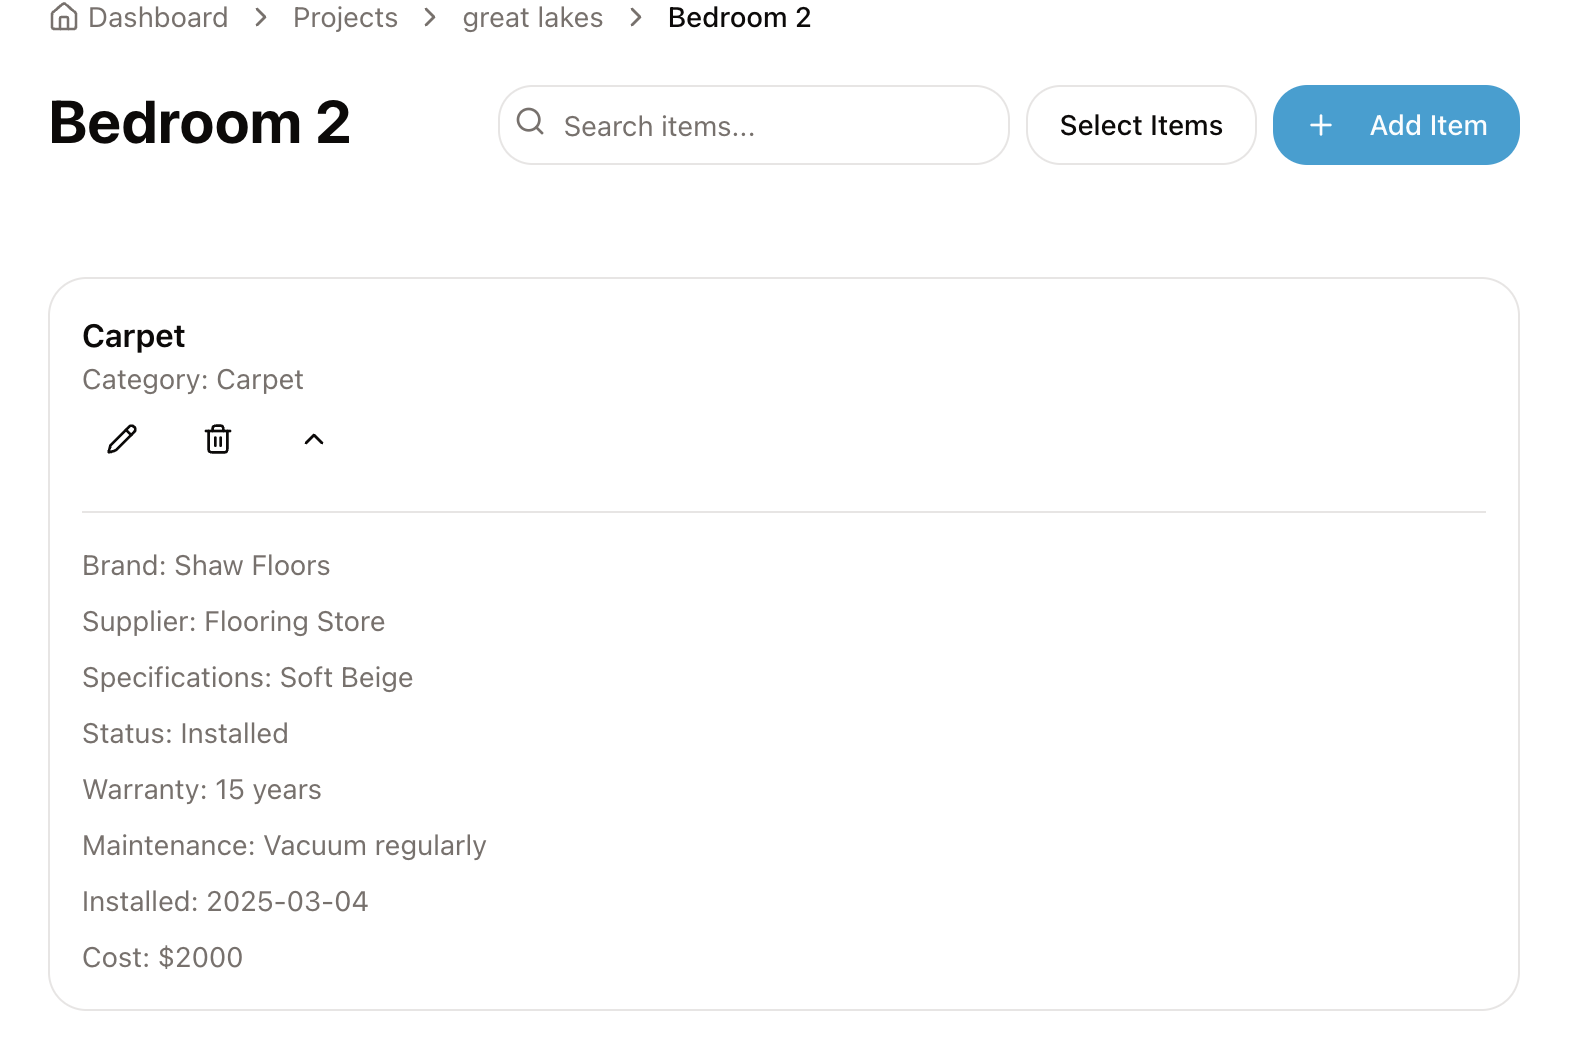 Dashboard > Projects > great lakes > Bedroom 2
Bedroom 2
Search items...
Select Items
+ Add Item
Carpet
Category: Carpet
Brand: Shaw Floors
Supplier: Flooring Store
Specifications: Soft Beige
Status: Installed
Warranty: 15 years
Maintenance: Vacuum regularly
Installed: 2025-03-04
Cost: $2000